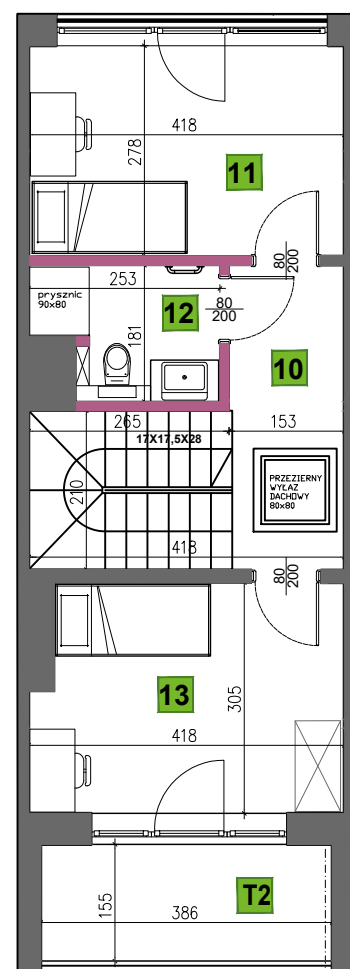 418
278
11
80
200
253
prysznic
90x80
12
80
200
181
10
265
17X17,5X28
153
210
PRZEZIERNY
WYŁAZ
DACHOWY
80x80
418
80
200
13
305
418
155
386
T2